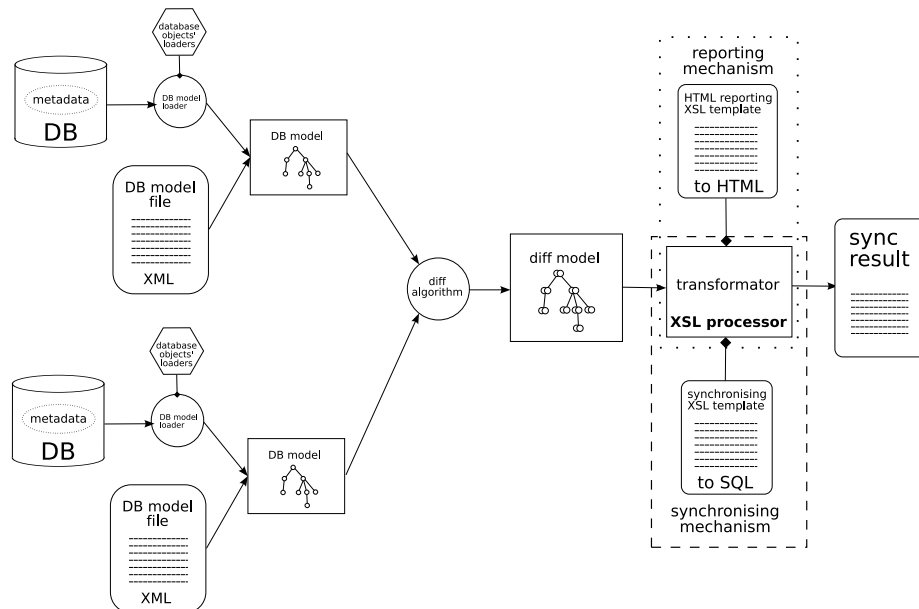 database
objects'
loaders
metadata
DB
DB model
loader
DB model
file
XML
DB model
database
objects'
loaders
metadata
DB
DB model
loader
DB model
file
XML
DB model
diff
algorithm
diff model
reporting
mechanism
HTML reporting
XSL template
to HTML
transformator
XSL processor
synchronising
XSL template
to SQL
synchronising
mechanism
sync
result